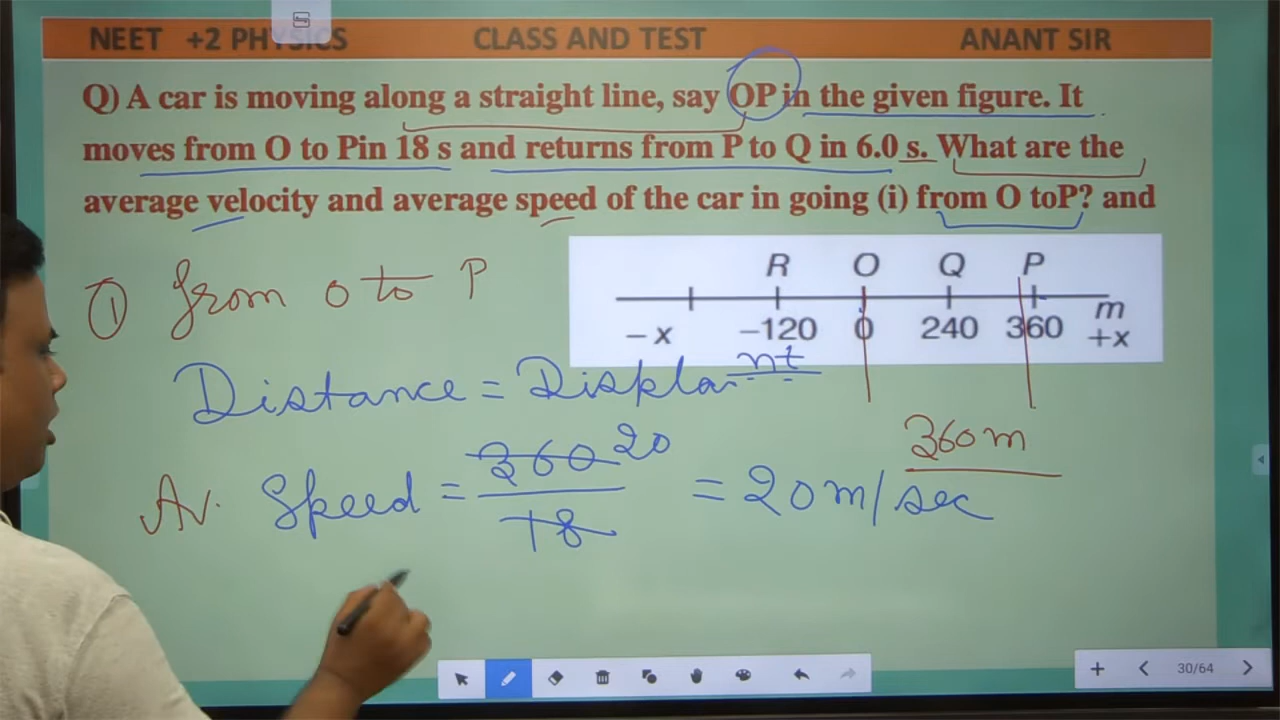 NEET +2 PHYSICS CLASS AND TEST ANANT SIR
Q) A car is moving along a straight line, say OP in the given figure. It
moves from O to Pin 18 s and returns from P to Q in 6.0 s. What are the
average velocity and average speed of the car in going (i) from O toP? and
R O Q P
m
-x -120 0 240 360 +x
① from O to P
Distance =
360m
Av. Speed = 360 20 = 20m/sec
18
30/64